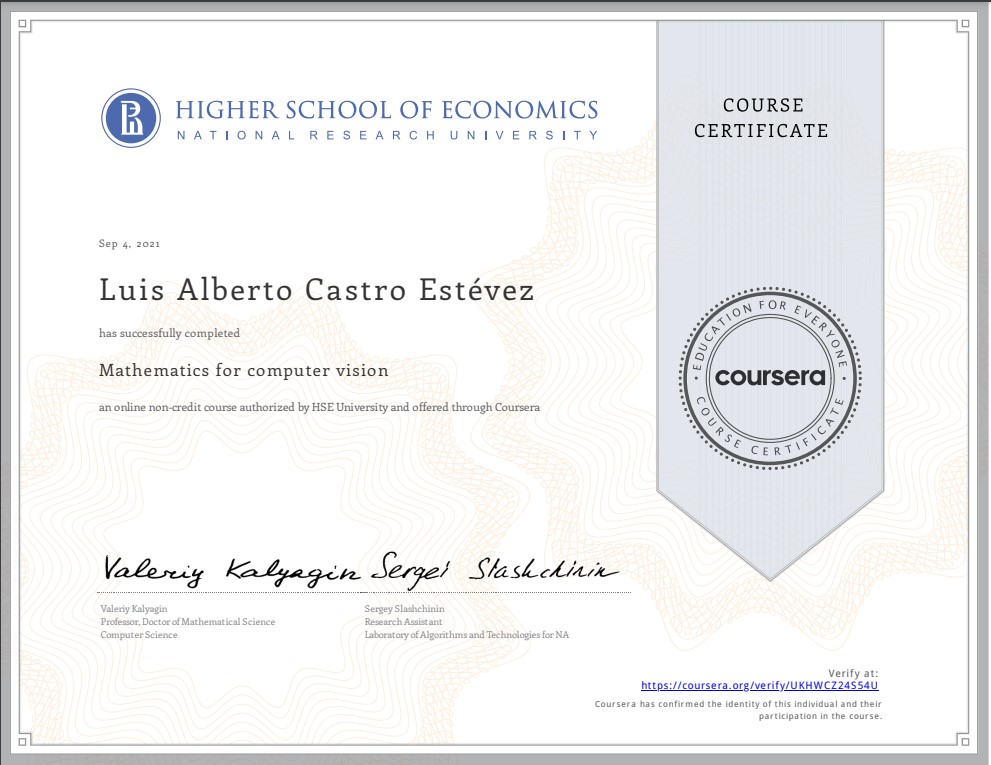 HIGHER SCHOOL OF ECONOMICS
NATIONAL RESEARCH UNIVERSITY
COURSE
CERTIFICATE
Sep 4, 2021
Luis Alberto Castro Estévez
has successfully completed
Mathematics for computer vision
an online non-credit course authorized by HSE University and offered through Coursera
EDUCATION FOR EVERYONE
coursera
COURSE CERTIFICATE
Valeriy Kalyagin
Sergei Slashchinin
Valeriy Kalyagin
Professor, Doctor of Mathematical Science
Computer Science
Sergey Slashchinin
Research Assistant
Laboratory of Algorithms and Technologies for NA
Verify at:
https://coursera.org/verify/UKHWCZ24S54U
Coursera has confirmed the identity of this individual and their
participation in the course.